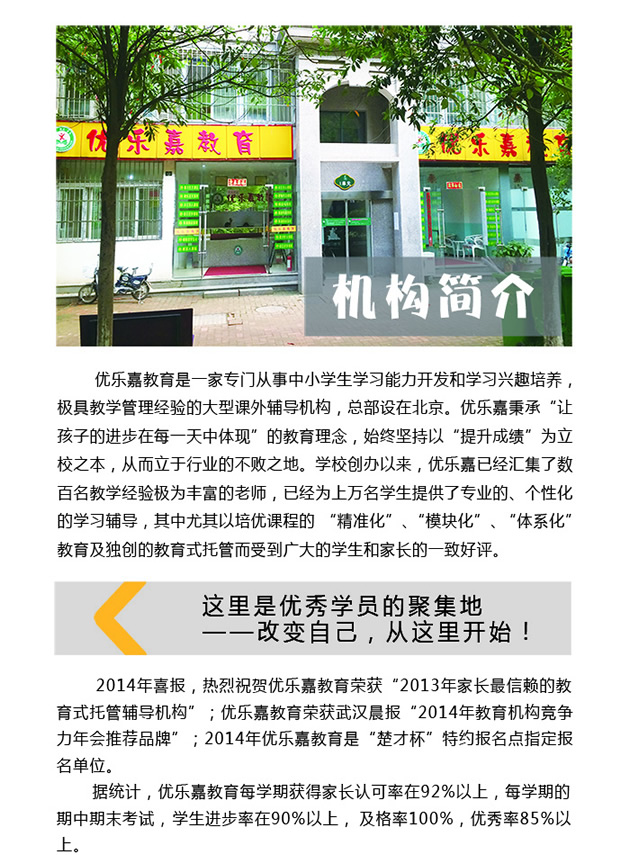 优乐嘉教育
优乐嘉教育
优乐嘉教
机构简介
优乐嘉教育是一家专门从事中小学生学习能力开发和学习兴趣培养，
极具教学管理经验的大型课外辅导机构，总部设在北京。优乐嘉秉承“让
孩子的进步在每一天中体现”的教育理念，始终坚持以“提升成绩”为立
校之本，从而立于行业的不败之地。学校创办以来，优乐嘉已经汇集了数
百名教学经验极为丰富的老师，已经为上万名学生提供了专业的、个性化
的学习辅导，其中尤其以培优课程的 “精准化”、“模块化”、“体系化”
教育及独创的教育式托管而受到广大的学生和家长的一致好评。
这里是优秀学员的聚集地
——改变自己，从这里开始！
2014年喜报，热烈祝贺优乐嘉教育荣获“2013年家长最信赖的教
育式托管辅导机构”；优乐嘉教育荣获武汉晨报“2014年教育机构竞争
力年会推荐品牌”；2014年优乐嘉教育是“楚才杯”特约报名点指定报
名单位。
据统计，优乐嘉教育每学期获得家长认可率在92%以上，每学期的
期中期末考试，学生进步率在90%以上， 及格率100%，优秀率85%以
上。